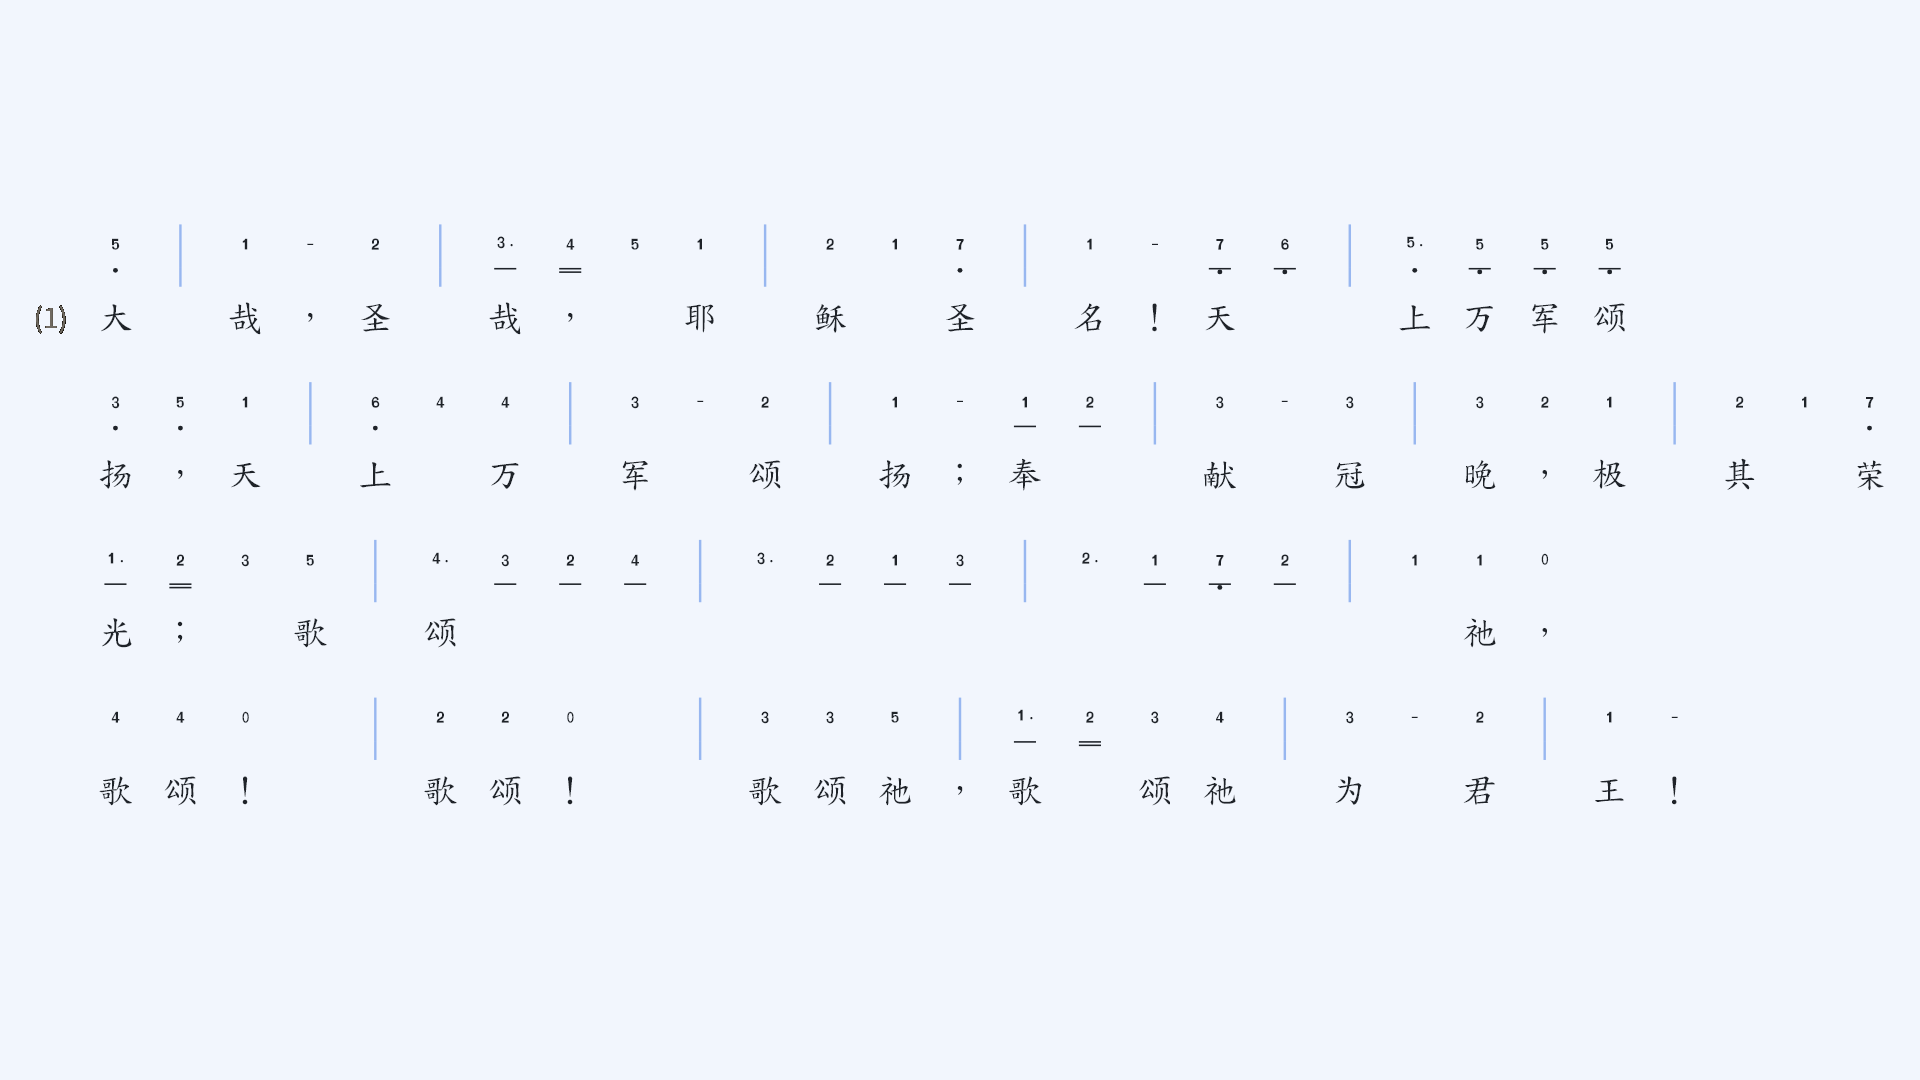 5 | 1 - 2 | 3. 4 5 1 | 2 1 7 | 1 - 7 6 | 5. 5 5 5
(1) 大 哉 , 圣 哉 , 耶 稣 圣 名 ! 天 上 万 军 颂
3 5 1 | 6 4 4 | 3 - 2 | 1 - 1 2 | 3 - 3 | 3 2 1 | 2 1 7
扬 , 天 上 万 军 颂 扬 ; 奉 献 冠 晚 , 极 其 荣
1. 2 3 5 | 4. 3 2 4 | 3. 2 1 3 | 2. 1 7 2 | 1 1 0
光 ; 歌 颂 祂 ,
4 4 0 | 2 2 0 | 3 3 5 | 1. 2 3 4 | 3 - 2 | 1 -
歌 颂 ! 歌 颂 ! 歌 颂 祂 , 歌 颂 祂 为 君 王 !